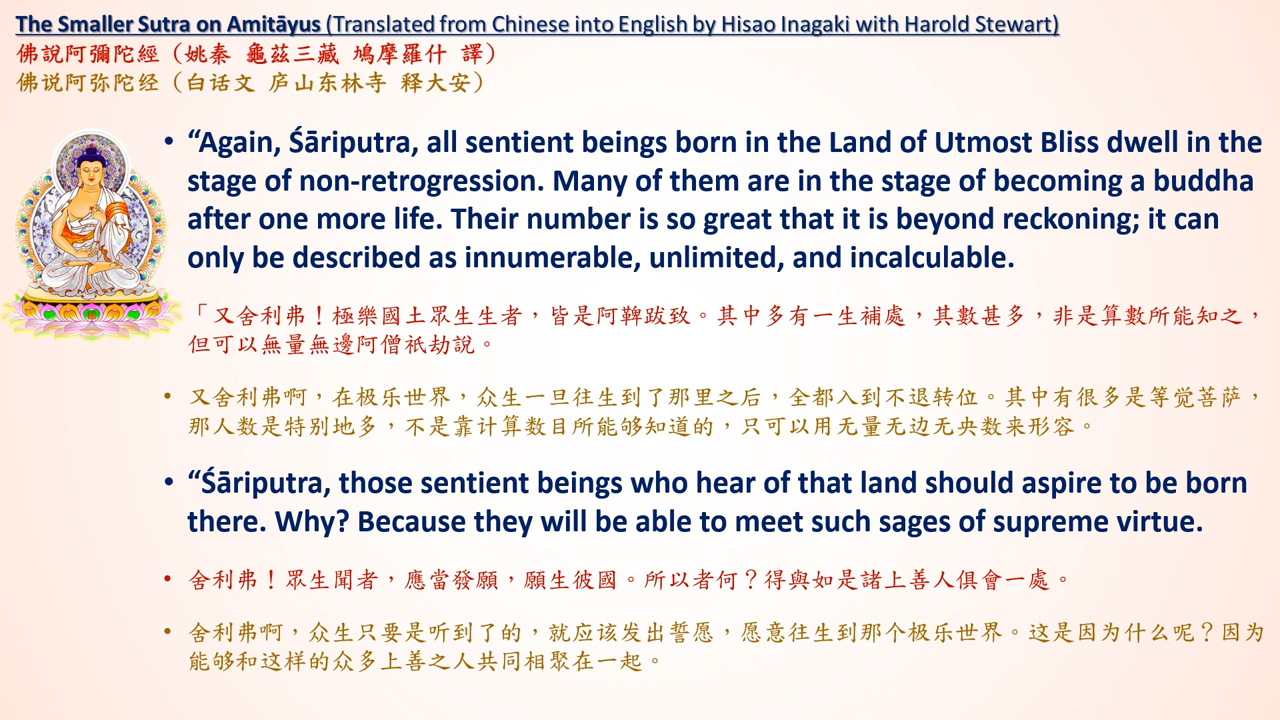 The Smaller Sutra on Amitāyus (Translated from Chinese into English by Hisao Inagaki with Harold Stewart)
佛說阿彌陀經（姚秦 龜茲三藏 鳩摩羅什 譯）
佛说阿弥陀经（白话文 庐山东林寺 释大安）
• “Again, Śāriputra, all sentient beings born in the Land of Utmost Bliss dwell in the
stage of non-retrogression. Many of them are in the stage of becoming a buddha
after one more life. Their number is so great that it is beyond reckoning; it can
only be described as innumerable, unlimited, and incalculable.
「又舍利弗！極樂國土眾生生者，皆是阿鞞跋致。其中多有一生補處，其數甚多，非是算數所能知之，
但可以無量無邊阿僧祇劫說。
• 又舍利弗啊，在极乐世界，众生一旦往生到了那里之后，全都入到不退转位。其中有很多是等觉菩萨，
那人数是特别地多，不是靠计算数目所能够知道的，只可以用无量无边无央数来形容。
• “Śāriputra, those sentient beings who hear of that land should aspire to be born
there. Why? Because they will be able to meet such sages of supreme virtue.
• 舍利弗！眾生聞者，應當發願，願生彼國。所以者何？得與如是諸上善人俱會一處。
• 舍利弗啊，众生只要是听到了的，就应该发出誓愿，愿意往生到那个极乐世界。这是因为什么呢？因为
能够和这样的众多上善之人共同相聚在一起。